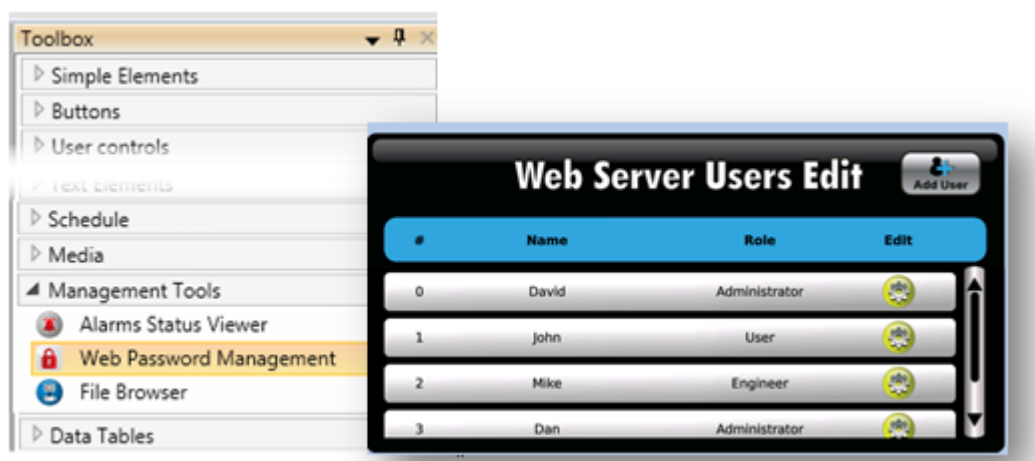 Toolbox
Simple Elements
Buttons
User controls
Text Elements
Schedule
Media
Management Tools
Alarms Status Viewer
Web Password Management
File Browser
Data Tables
Web Server Users Edit
Add User
# Name Role Edit
0 David Administrator
1 John User
2 Mike Engineer
3 Dan Administrator